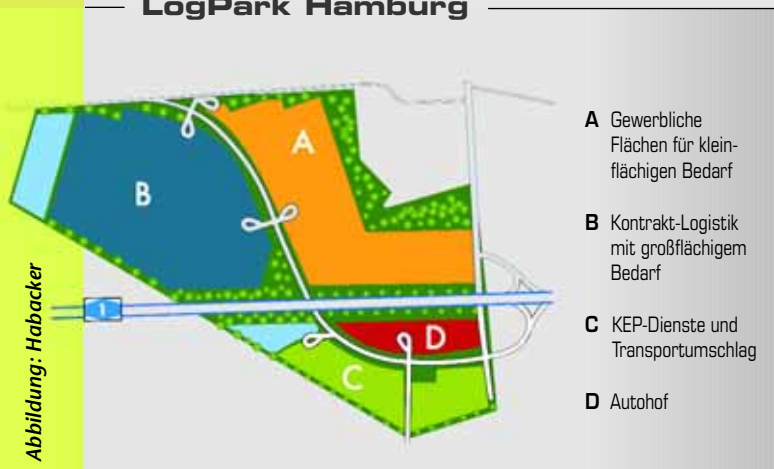 LogPark Hamburg
A
B
1
D
C
A Gewerbliche
Flächen für klein-
flächigen Bedarf
B Kontrakt-Logistik
mit großflächigem
Bedarf
C KEP-Dienste und
Transportumschlag
D Autohof
Abbildung: Habacker